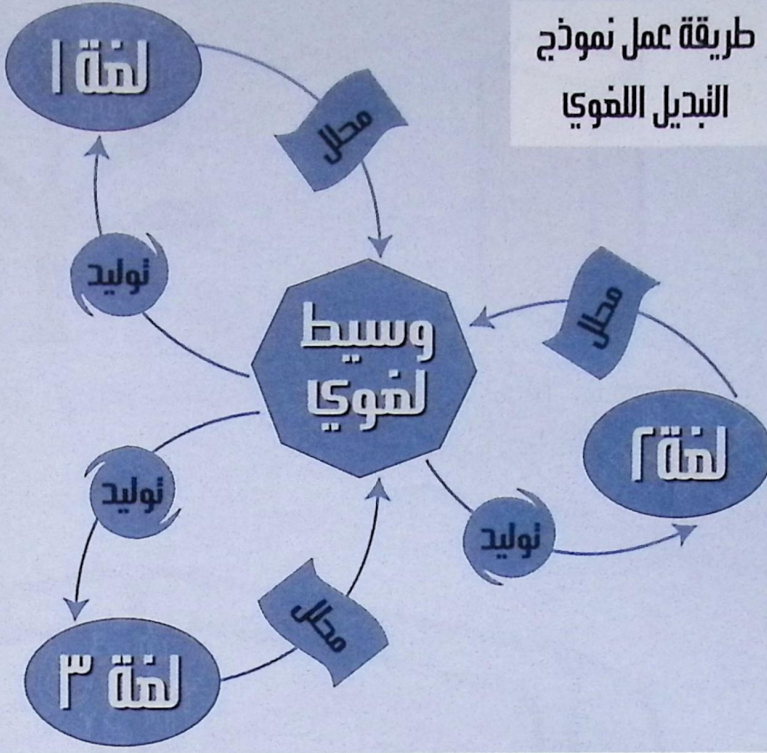 طريقة عمل نموذج
التبديل اللغوي
لغة ١
محلل
توليد
وسيط
لغوي
محلل
لغة ٢
توليد
توليد
محلل
لغة ٣